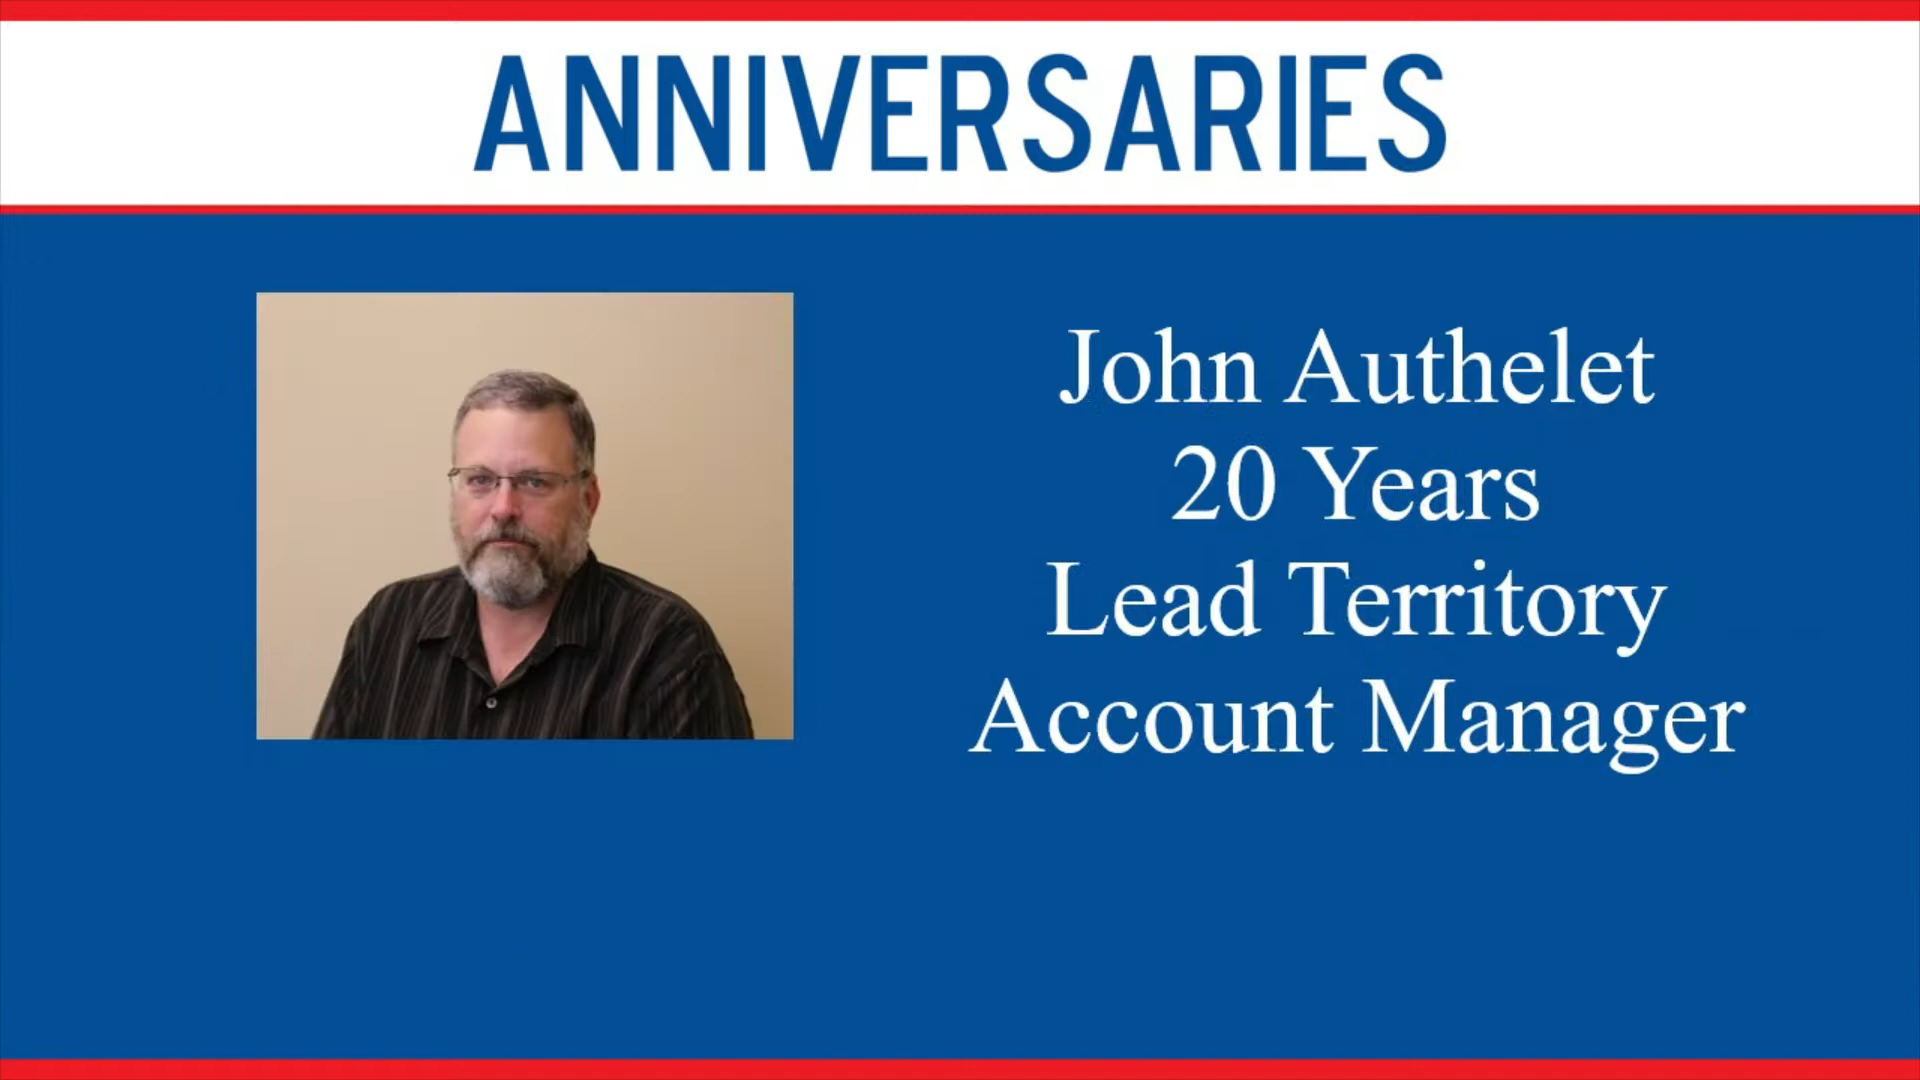 ANNIVERSARIES
John Authelet
20 Years
Lead Territory
Account Manager